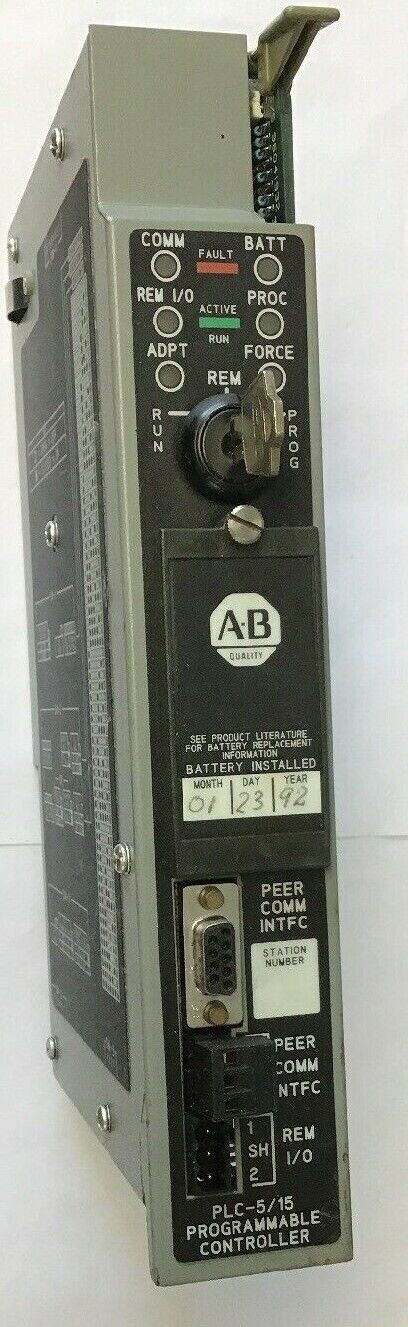 COMM FAULT BATT
REM I/O ACTIVE PROC
RUN
ADPT REM FORCE
RUN PROG
A-B
QUALITY
SEE PRODUCT LITERATURE
FOR BATTERY REPLACEMENT
INFORMATION
BATTERY INSTALLED
MONTH DAY YEAR
01 23 92
PEER
COMM
INTFC
STATION
NUMBER
PEER
COMM
INTFC
1
SH
2
REM
I/O
PLC-5/15
PROGRAMMABLE
CONTROLLER